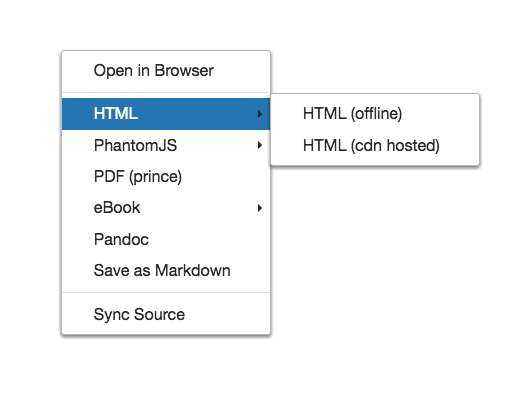 Open in Browser
HTML
HTML (offline)
PhantomJS
HTML (cdn hosted)
PDF (prince)
eBook
Pandoc
Save as Markdown
Sync Source